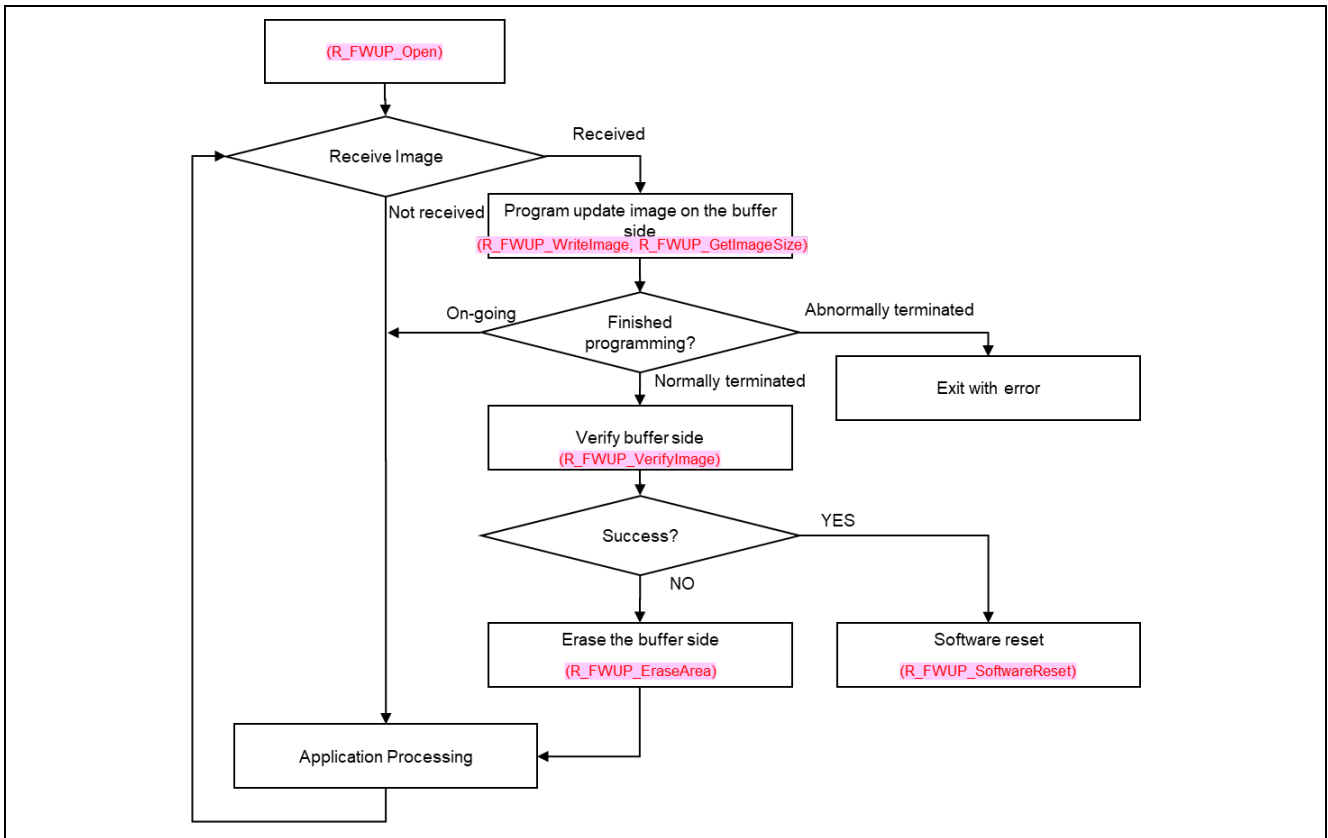 (R_FWUP_Open)
Received
Receive Image
Not received
Program update image on the buffer
side
(R_FWUP_WriteImage, R_FWUP_GetImageSize)
On-going
Abnormally terminated
Finished
programming?
Normally terminated
Exit with error
Verify buffer side
(R_FWUP_VerifyImage)
YES
Success?
NO
Erase the buffer side
(R_FWUP_EraseArea)
Software reset
(R_FWUP_SoftwareReset)
Application Processing